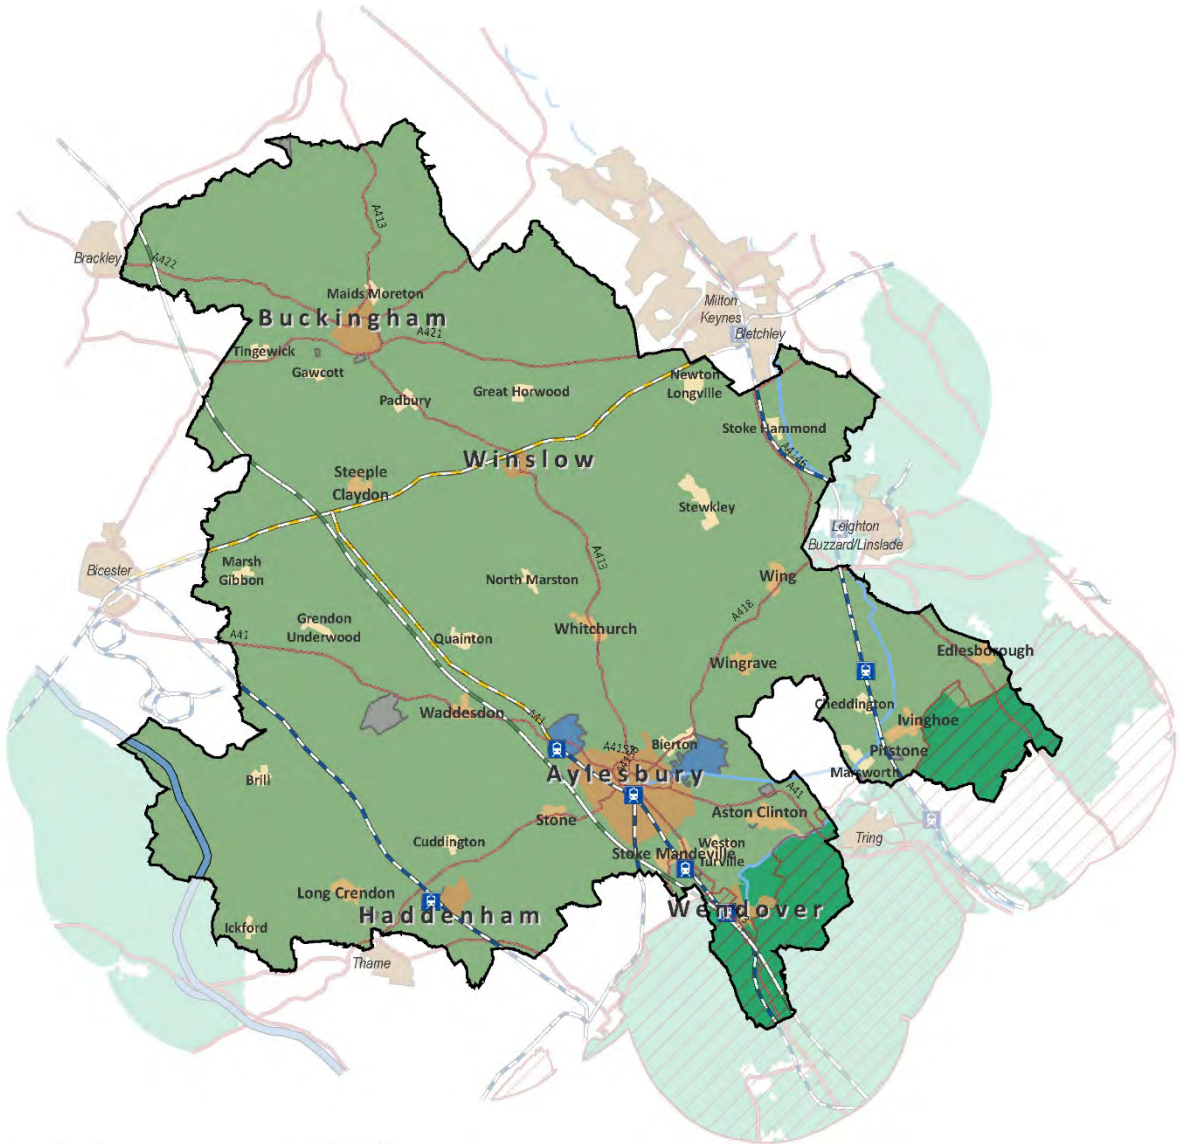 A413
Brackley
A422
Maids Moreton
Buckingham
Milton
Keynes
Bletchley
A421
Tingewick
Gawcott
Padbury
Great Horwood
Newton
Longville
Stoke Hammond
A4146
Winslow
Steeple
Claydon
Stewkley
Leighton
Buzzard/Linslade
Bicester
Marsh
Gibbon
North Marston
A413
Wing
A418
Grendon
Underwood
A41
Quainton
Whitchurch
Wingrave
Edlesborough
Cheddington
Ivinghoe
Waddesdon
A41
Bierton
Pitstone
Marsworth
Aylesbury
A41
Brill
Stone
Aston Clinton
Tring
Cuddington
Weston
Turville
Stoke Mandeville
Long Crendon
Haddenham
Wendover
Ickford
Thame